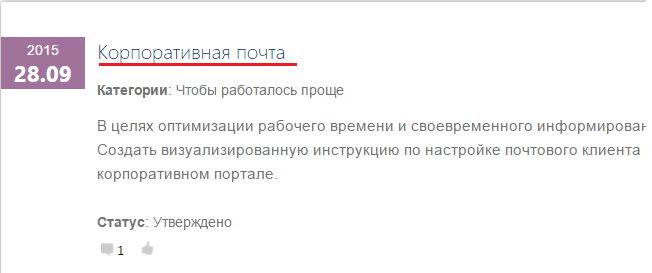 2015
28.09
Корпоративная почта
Категории: Чтобы работалось проще
В целях оптимизации рабочего времени и своевременного
Создать визуализированную инструкцию по настройке почтового клиента
корпоративном портале.
Статус: Утверждено
1